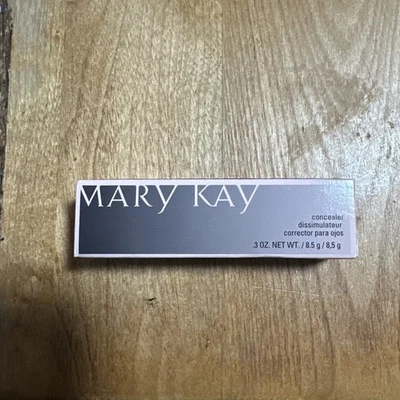 MARY KAY
concealer
dissimulateur
corrector para ojos
.3 OZ. NET WT. / 8.5 g / 8,5 g